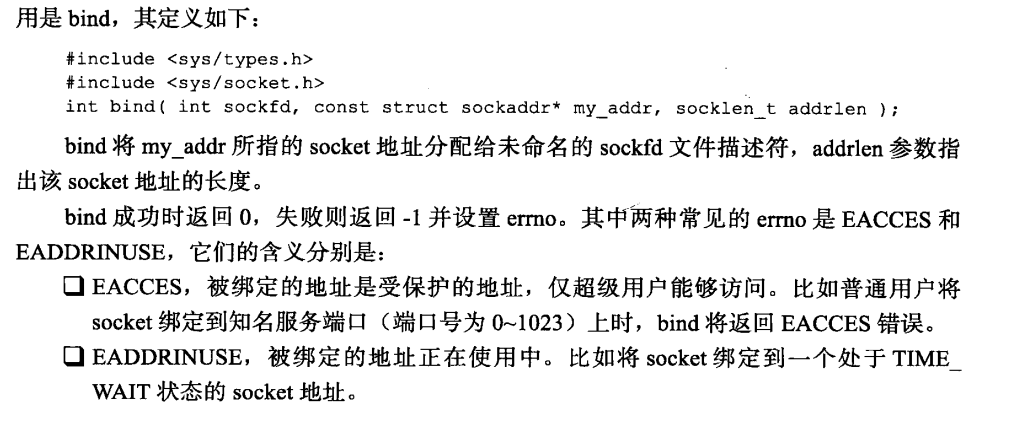 用是 bind，其定义如下：
#include <sys/types.h>
#include <sys/socket.h>
int bind( int sockfd, const struct sockaddr* my_addr, socklen_t addrlen );
bind 将 my_addr 所指的 socket 地址分配给未命名的 sockfd 文件描述符，addrlen 参数指
出该 socket 地址的长度。
bind 成功时返回 0，失败则返回 -1 并设置 errno。其中两种常见的 errno 是 EACCES 和
EADDRINUSE，它们的含义分别是：
❑ EACCES，被绑定的地址是受保护的地址，仅超级用户能够访问。比如普通用户将
socket 绑定到知名服务端口（端口号为 0~1023）上时，bind 将返回 EACCES 错误。
❑ EADDRINUSE，被绑定的地址正在使用中。比如将 socket 绑定到一个处于 TIME_
WAIT 状态的 socket 地址。